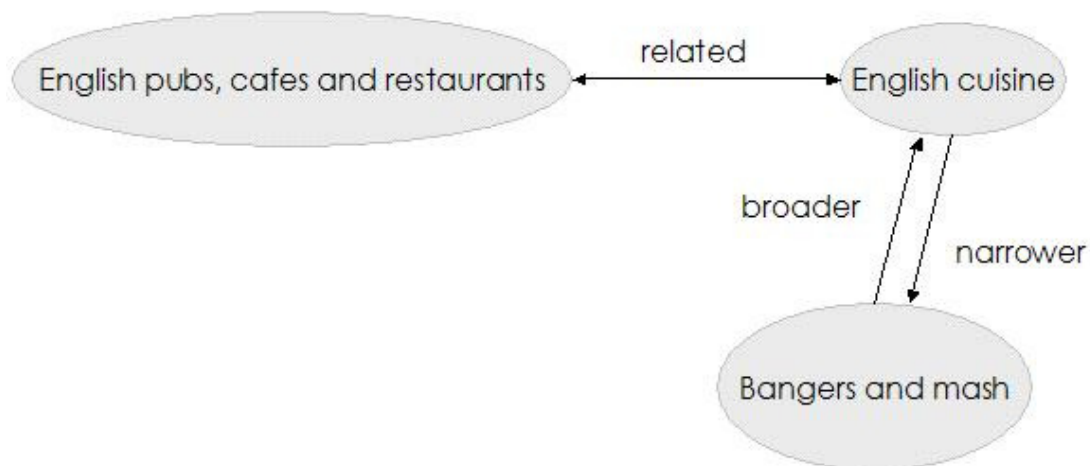 related
English pubs, cafes and restaurants
English cuisine
broader
narrower
Bangers and mash